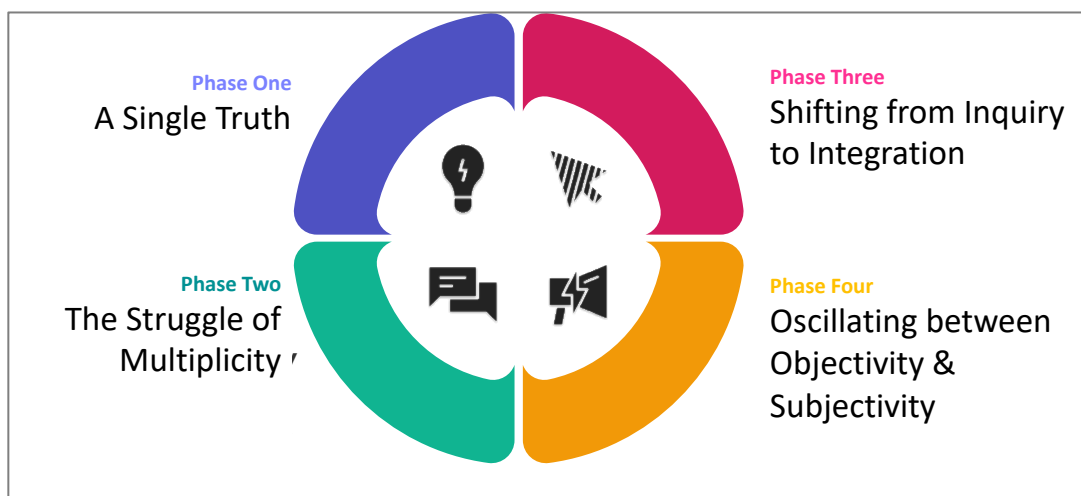 Phase One
A Single Truth
Phase Two
The Struggle of
Multiplicity
Phase Three
Shifting from Inquiry
to Integration
Phase Four
Oscillating between
Objectivity &
Subjectivity